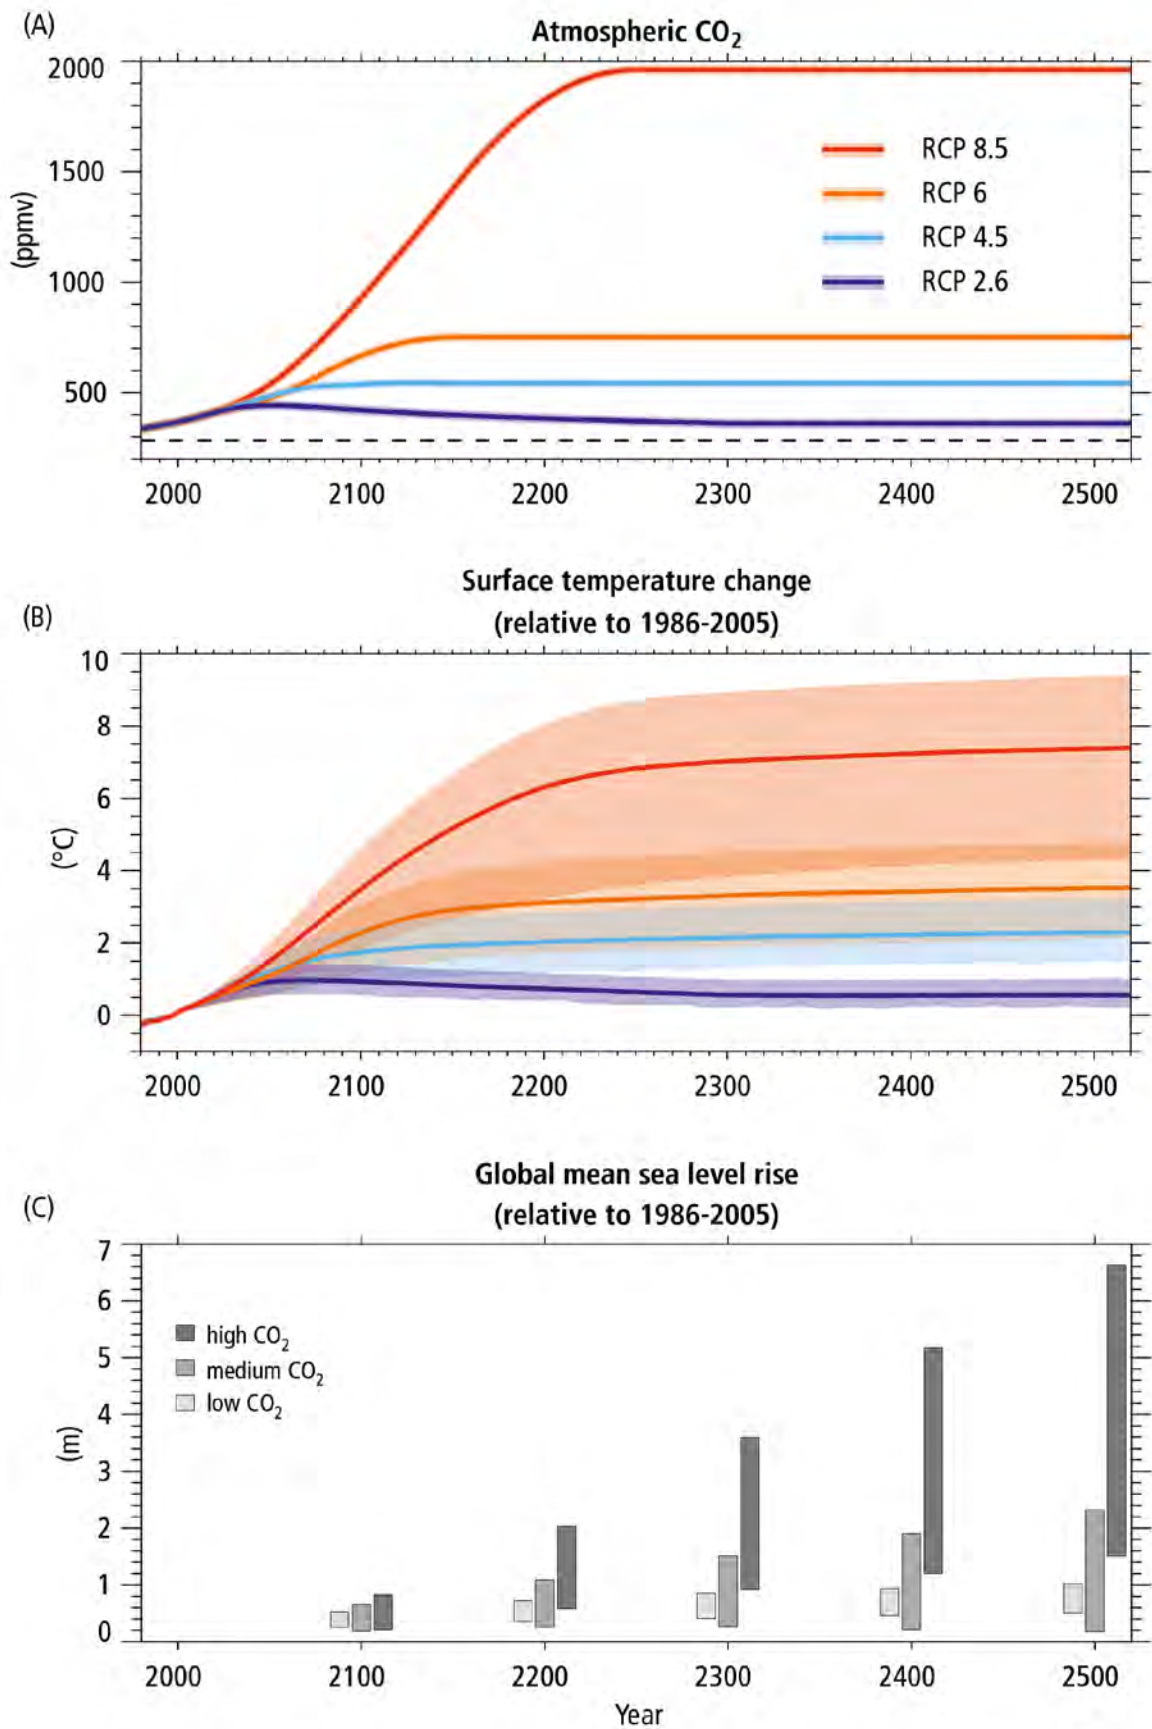 (A)
Atmospheric CO₂
2000
1500
1000
500
(ppmv)
RCP 8.5
RCP 6
RCP 4.5
RCP 2.6
2000 2100 2200 2300 2400 2500
Surface temperature change
(relative to 1986-2005)
(B)
10
8
6
4
2
0
(°C)
2000 2100 2200 2300 2400 2500
Global mean sea level rise
(relative to 1986-2005)
(C)
7
6
5
4
3
2
1
0
(m)
high CO₂
medium CO₂
low CO₂
2000 2100 2200 2300 2400 2500
Year